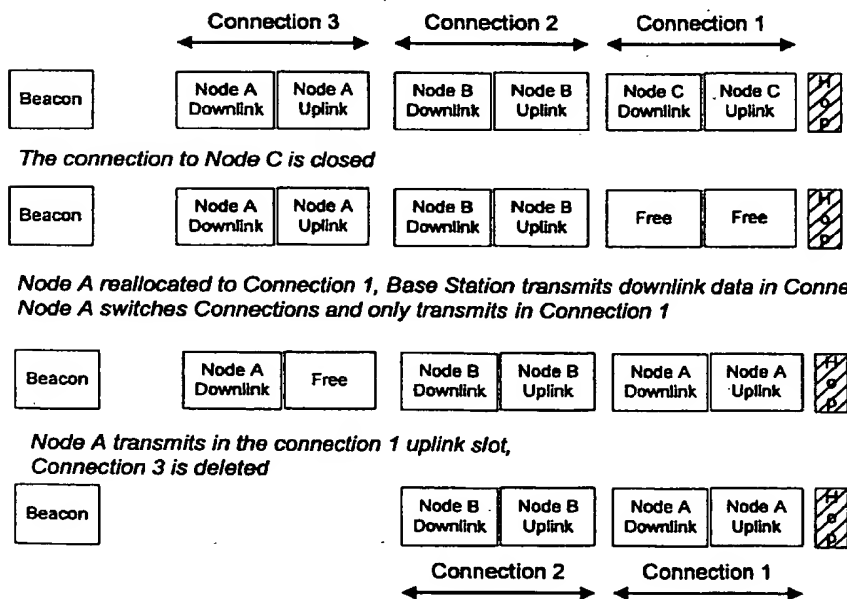 Connection 3 Connection 2 Connection 1
Beacon Node A Downlink Node A Uplink Node B Downlink Node B Uplink Node C Downlink Node C Uplink Hop
The connection to Node C is closed
Beacon Node A Downlink Node A Uplink Node B Downlink Node B Uplink Free Free Hop
Node A reallocated to Connection 1, Base Station transmits downlink data in Conne
Node A switches Connections and only transmits in Connection 1
Beacon Node A Downlink Free Node B Downlink Node B Uplink Node A Downlink Node A Uplink Hop
Node A transmits in the connection 1 uplink slot,
Connection 3 is deleted
Beacon Node B Downlink Node B Uplink Node A Downlink Node A Uplink Hop
Connection 2 Connection 1